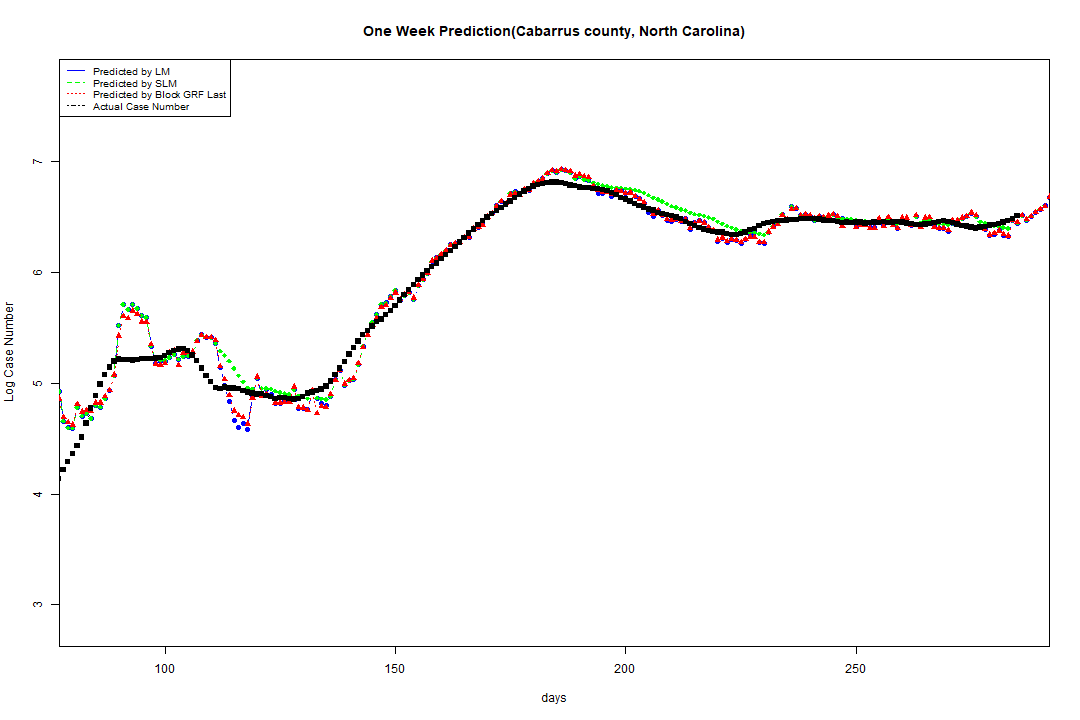 One Week Prediction(Cabarrus county, North Carolina)
Predicted by LM
Predicted by SLM
Predicted by Block GRF Last
Actual Case Number
7
6
5
4
3
Log Case Number
100 150 200 250
days